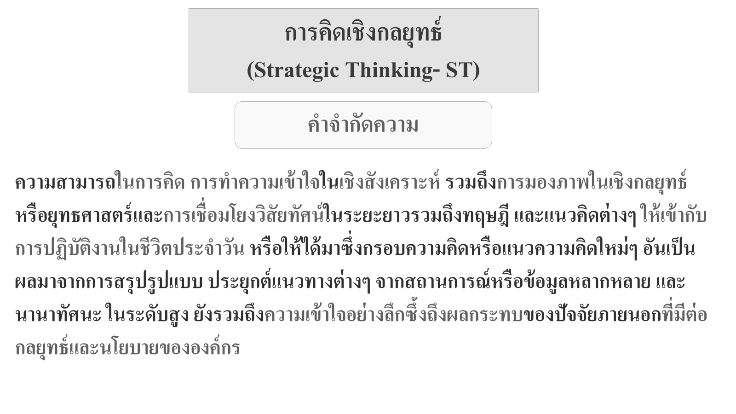 การคิดเชิงกลยุทธ์
(Strategic Thinking- ST)
คำจำกัดความ
ความสามารถในการคิด การทำความเข้าใจในเชิงสังเคราะห์ รวมถึงการมองภาพในเชิงกลยุทธ์
หรือยุทธศาสตร์และการเชื่อมโยงวิสัยทัศน์ในระยะยาวรวมถึงทฤษฎี และแนวคิดต่างๆ ให้เข้ากับ
การปฏิบัติงานในชีวิตประจำวัน หรือให้ได้มาซึ่งกรอบความคิดหรือแนวความคิดใหม่ๆ อันเป็น
ผลมาจากการสรุปรูปแบบ ประยุกต์แนวทางต่างๆ จากสถานการณ์หรือข้อมูลหลากหลาย และ
นานาทัศนะ ในระดับสูง ยังรวมถึงความเข้าใจอย่างลึกซึ้งถึงผลกระทบของปัจจัยภายนอกที่มีต่อ
กลยุทธ์และนโยบายขององค์กร